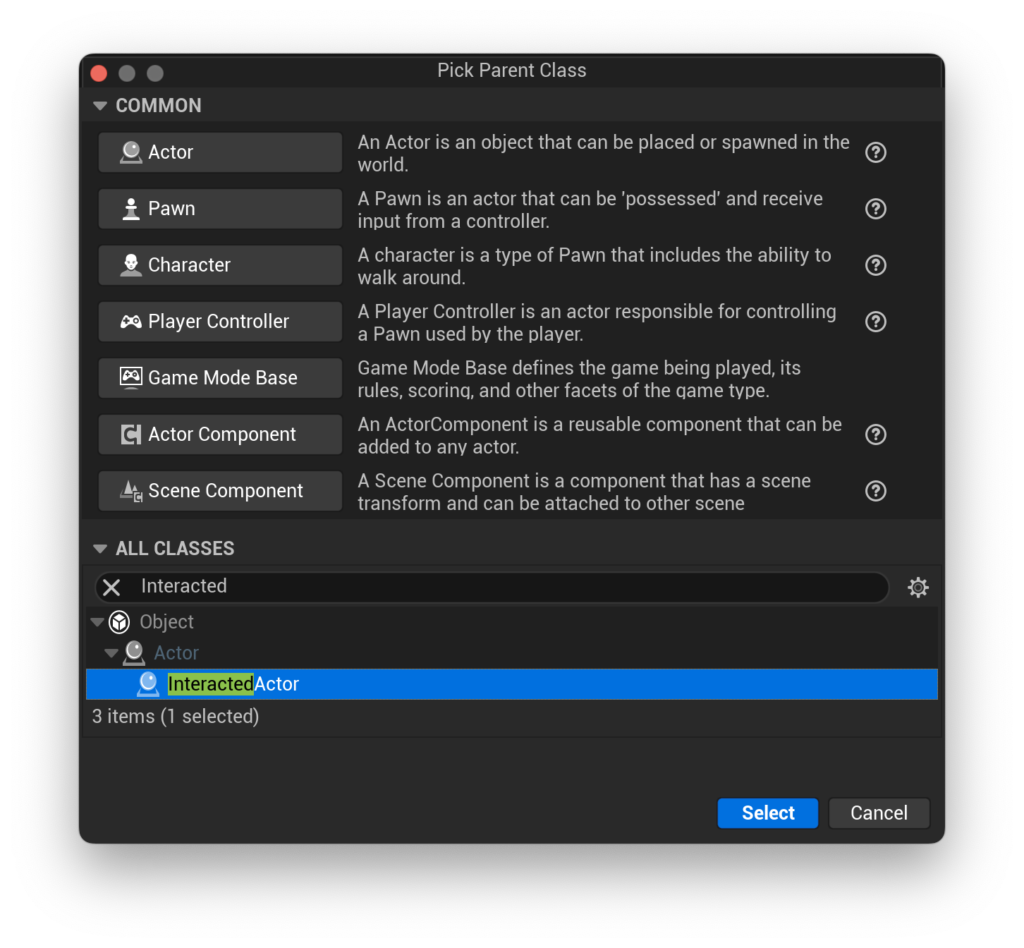 Pick Parent Class
COMMON
Actor
An Actor is an object that can be placed or spawned in the
world.
Pawn
A Pawn is an actor that can be 'possessed' and receive
input from a controller.
Character
A character is a type of Pawn that includes the ability to
walk around.
Player Controller
A Player Controller is an actor responsible for controlling
a Pawn used by the player.
Game Mode Base
Game Mode Base defines the game being played, its
rules, scoring, and other facets of the game type.
Actor Component
An ActorComponent is a reusable component that can be
added to any actor.
Scene Component
A Scene Component is a component that has a scene
transform and can be attached to other scene
ALL CLASSES
Interacted
Object
Actor
InteractedActor
3 items (1 selected)
Select
Cancel